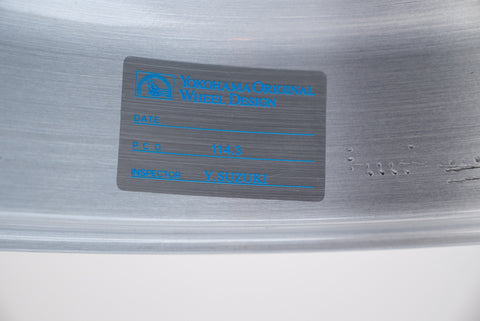 YOKOHAMA ORIGINAL
WHEEL DESIGN
DATE
P.C.D. 114.3
INSPECTOR Y.SUZUKI